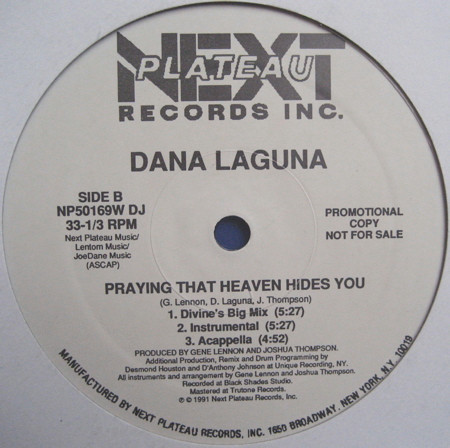 NEXT
PLATEAU
RECORDS INC.
DANA LAGUNA
SIDE B
NP50169W DJ
33-1/3 RPM
Next Plateau Music/
Lentom Music/
JoeDane Music
(ASCAP)
PROMOTIONAL
COPY
NOT FOR SALE
PRAYING THAT HEAVEN HiDES YOU
(G. Lennon, D. Laguna, J. Thompson)
1. Divine's Big Mix (5:27)
2. Instrumental (5:27)
3. Acappella (4:52)
PRODUCED BY GENE LENNON AND JOSHUA THOMPSON.
Additional Production, Remix and Drum Programming by
Desmond Houston and D'Anthony Johnson at Unique Recording, NY.
All instruments and arrangement by Gene Lennon and Joshua Thompson.
Recorded at Black Shades Studio.
Mastered at Trutone Records.
℗ © 1991 Next Plateau Records, Inc.
MANUFACTURED BY NEXT PLATEAU RECORDS, INC. 1650 BROADWAY, NEW YORK, N.Y. 10019